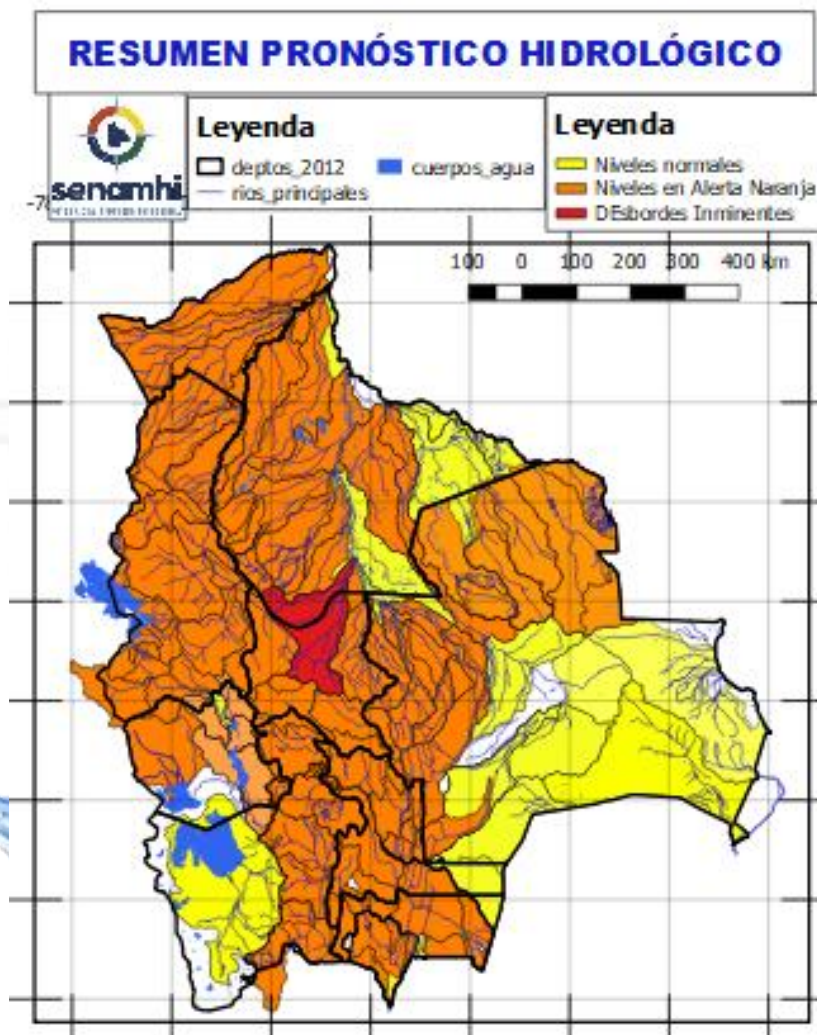 RESUMEN PRONÓSTICO HIDROLÓGICO
Leyenda
deptos_2012 cuerpos_agua
rios_principales
senamhi
Leyenda
Niveles normales
Niveles en Alerta Naranja
DEsbordes Inminentes
100 0 100 200 300 400 km